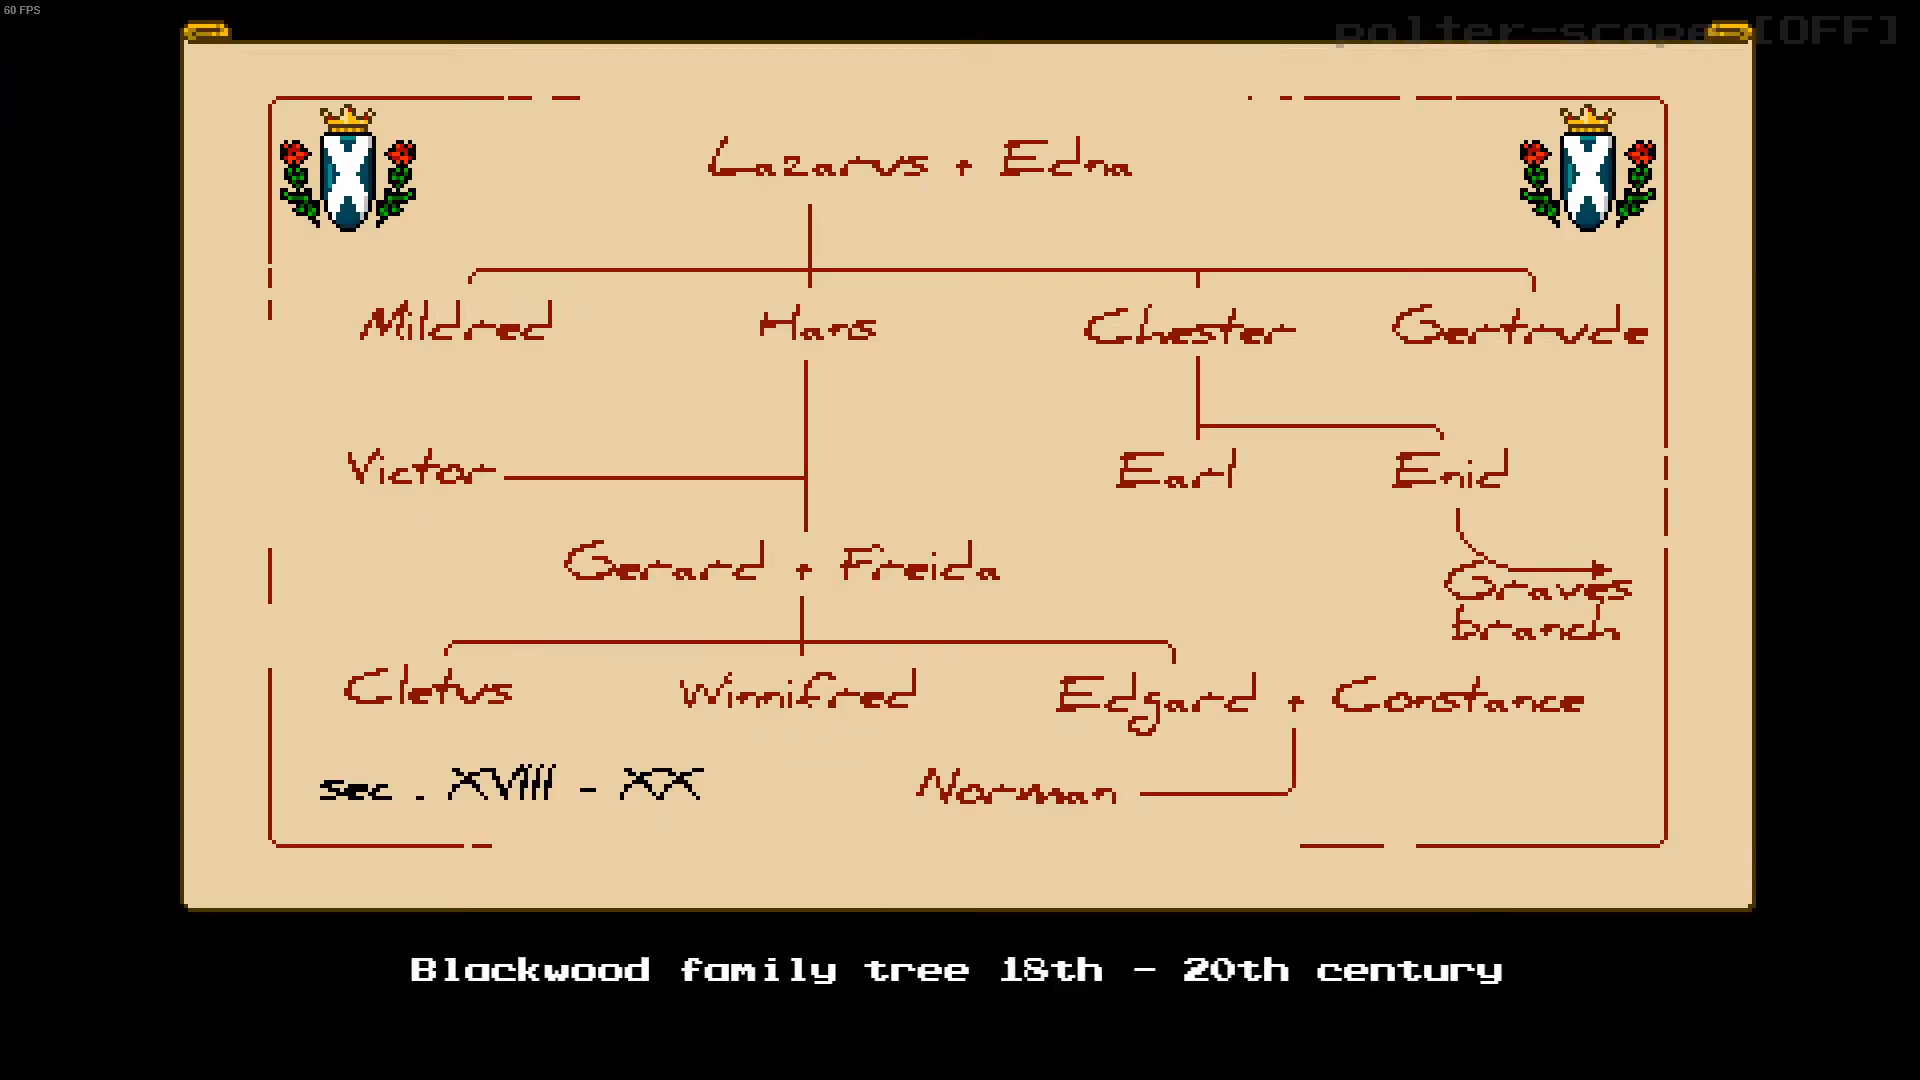 60 FPS
polter-scope [OFF]
Lazarus + Edna
Mildred Hans Chester Gertrude
Victor Earl Enid
Gerard + Freida
Graves
branch
Cletus Winnifred Edgard + Constance
sec. XVIII - XX Norman
Blackwood family tree 18th - 20th century